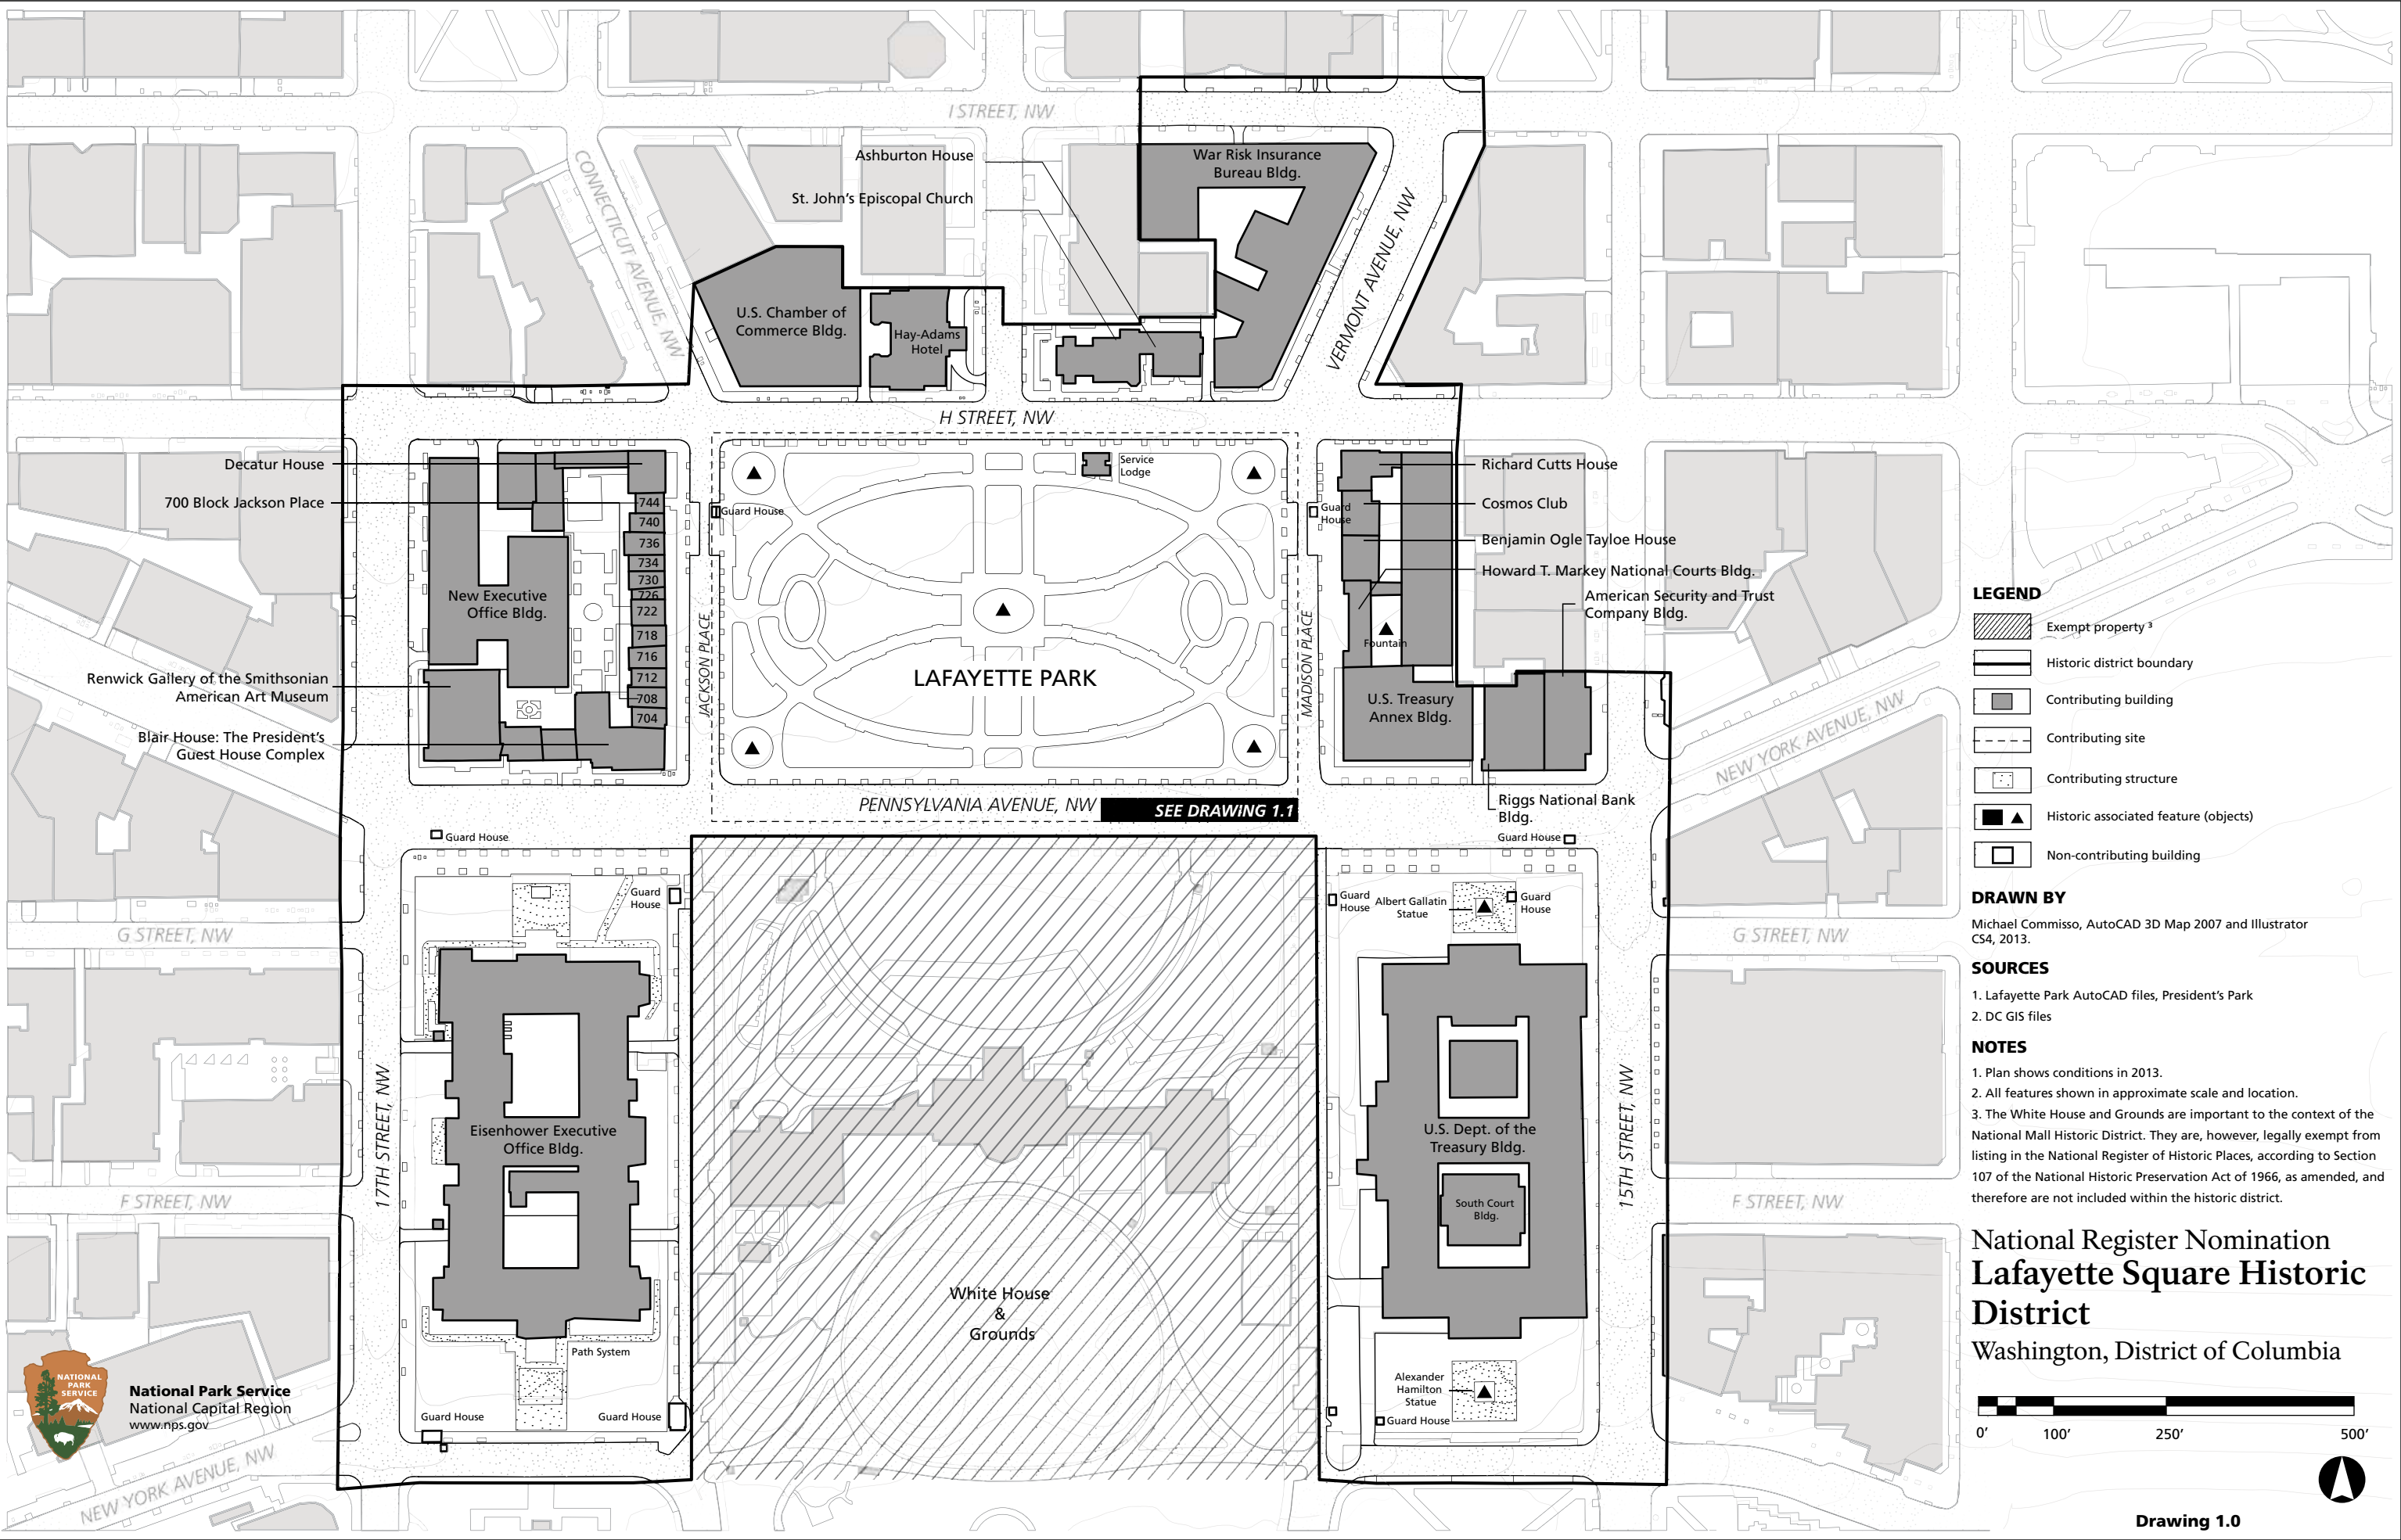 I STREET, NW
CONNECTICUT AVENUE, NW
Ashburton House
St. John's Episcopal Church
War Risk Insurance
Bureau Bldg.
VERMONT AVENUE, NW
U.S. Chamber of
Commerce Bldg.
Hay-Adams
Hotel
H STREET, NW
Decatur House
700 Block Jackson Place
744
740
736
734
730
726
722
718
716
712
708
704
New Executive
Office Bldg.
Renwick Gallery of the Smithsonian
American Art Museum
Blair House: The President's
Guest House Complex
JACKSON PLACE
Guard House
Service
Lodge
LAFAYETTE PARK
MADISON PLACE
Guard
House
Richard Cutts House
Cosmos Club
Benjamin Ogle Tayloe House
Howard T. Markey National Courts Bldg.
American Security and Trust
Company Bldg.
Fountain
U.S. Treasury
Annex Bldg.
Riggs National Bank
Bldg.
NEW YORK AVENUE, NW
PENNSYLVANIA AVENUE, NW
SEE DRAWING 1.1
Guard House
Guard House
Guard
House
Guard
House
Albert Gallatin
Statue
Guard
House
G STREET, NW
G STREET, NW
17TH STREET, NW
Eisenhower Executive
Office Bldg.
U.S. Dept. of the
Treasury Bldg.
15TH STREET, NW
South Court
Bldg.
F STREET, NW
F STREET, NW
White House
&
Grounds
Path System
Alexander
Hamilton
Statue
Guard House
Guard House
Guard House
NEW YORK AVENUE, NW
NATIONAL
PARK
SERVICE
National Park Service
National Capital Region
www.nps.gov
LEGEND
Exempt property ³
Historic district boundary
Contributing building
Contributing site
Contributing structure
Historic associated feature (objects)
Non-contributing building
DRAWN BY
Michael Commisso, AutoCAD 3D Map 2007 and Illustrator
CS4, 2013.
SOURCES
1. Lafayette Park AutoCAD files, President's Park
2. DC GIS files
NOTES
1. Plan shows conditions in 2013.
2. All features shown in approximate scale and location.
3. The White House and Grounds are important to the context of the
National Mall Historic District. They are, however, legally exempt from
listing in the National Register of Historic Places, according to Section
107 of the National Historic Preservation Act of 1966, as amended, and
therefore are not included within the historic district.
National Register Nomination
Lafayette Square Historic
District
Washington, District of Columbia
0'
100'
250'
500'
Drawing 1.0